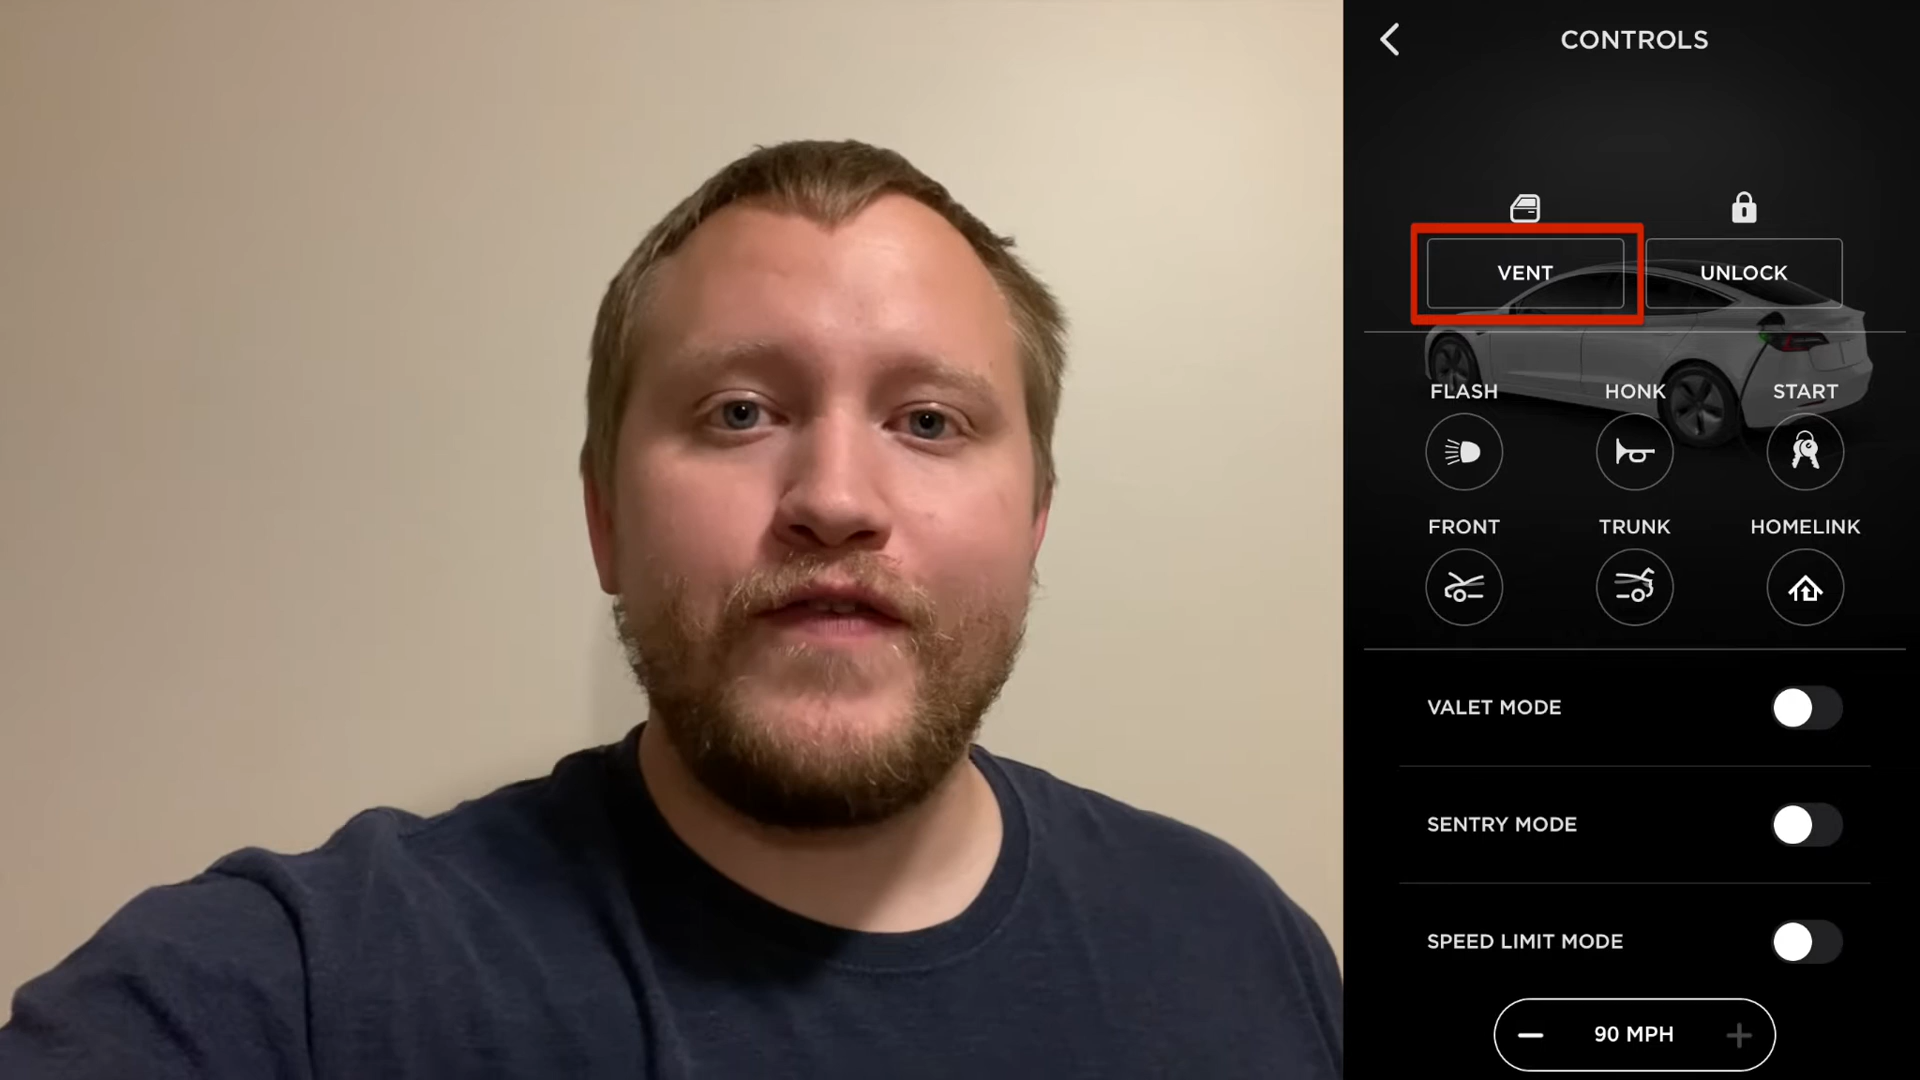 CONTROLS
VENT
UNLOCK
FLASH
HONK
START
FRONT
TRUNK
HOMELINK
VALET MODE
SENTRY MODE
SPEED LIMIT MODE
90 MPH